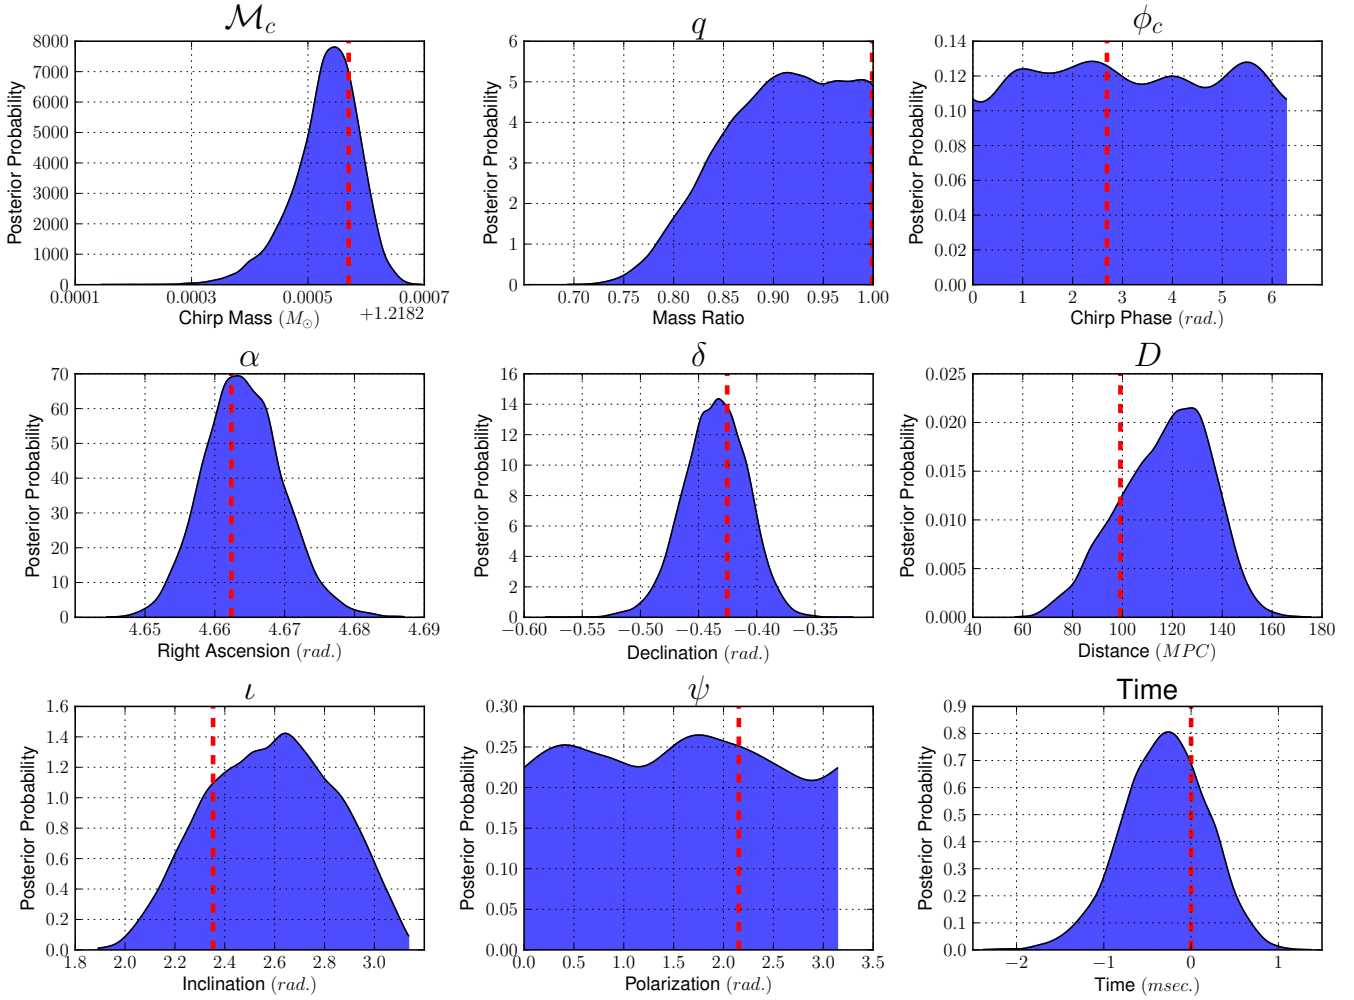 ℳc
q
ϕc
Posterior Probability
8000
7000
6000
5000
4000
3000
2000
1000
0
0.0001 0.0003 0.0005 0.0007
Chirp Mass (M⊙) +1.2182
Posterior Probability
6
5
4
3
2
1
0
0.70 0.75 0.80 0.85 0.90 0.95 1.00
Mass Ratio
Posterior Probability
0.14
0.12
0.10
0.08
0.06
0.04
0.02
0.00
0 1 2 3 4 5 6
Chirp Phase (rad.)
α
δ
D
Posterior Probability
70
60
50
40
30
20
10
0
4.65 4.66 4.67 4.68 4.69
Right Ascension (rad.)
Posterior Probability
16
14
12
10
8
6
4
2
0
−0.60 −0.55 −0.50 −0.45 −0.40 −0.35
Declination (rad.)
Posterior Probability
0.025
0.020
0.015
0.010
0.005
0.000
40 60 80 100 120 140 160 180
Distance (MPC)
ι
ψ
Time
Posterior Probability
1.6
1.4
1.2
1.0
0.8
0.6
0.4
0.2
0.0
1.8 2.0 2.2 2.4 2.6 2.8 3.0
Inclination (rad.)
Posterior Probability
0.30
0.25
0.20
0.15
0.10
0.05
0.00
0.0 0.5 1.0 1.5 2.0 2.5 3.0 3.5
Polarization (rad.)
Posterior Probability
0.9
0.8
0.7
0.6
0.5
0.4
0.3
0.2
0.1
0.0
−2 −1 0 1
Time (msec.)